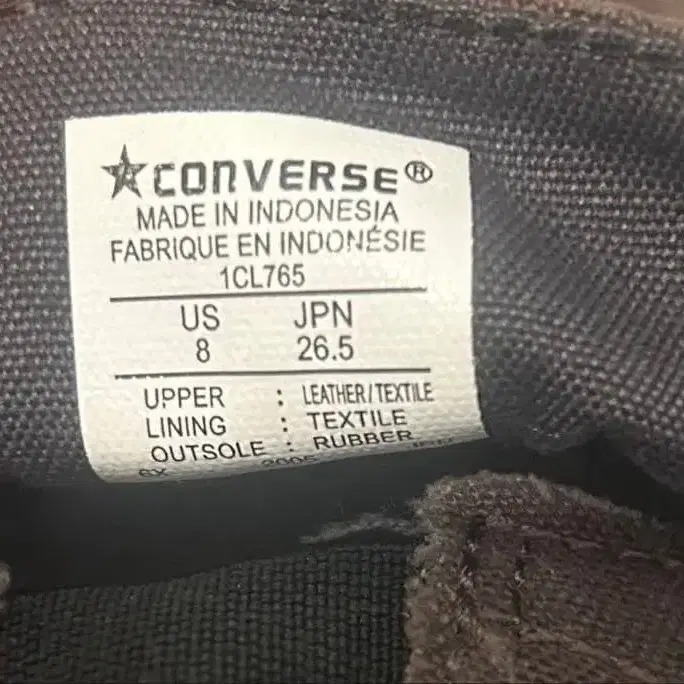 CONVERSE®
MADE IN INDONESIA
FABRIQUE EN INDONÉSIE
1CL765
US JPN
8 26.5
UPPER : LEATHER/TEXTILE
LINING : TEXTILE
OUTSOLE : RUBBER